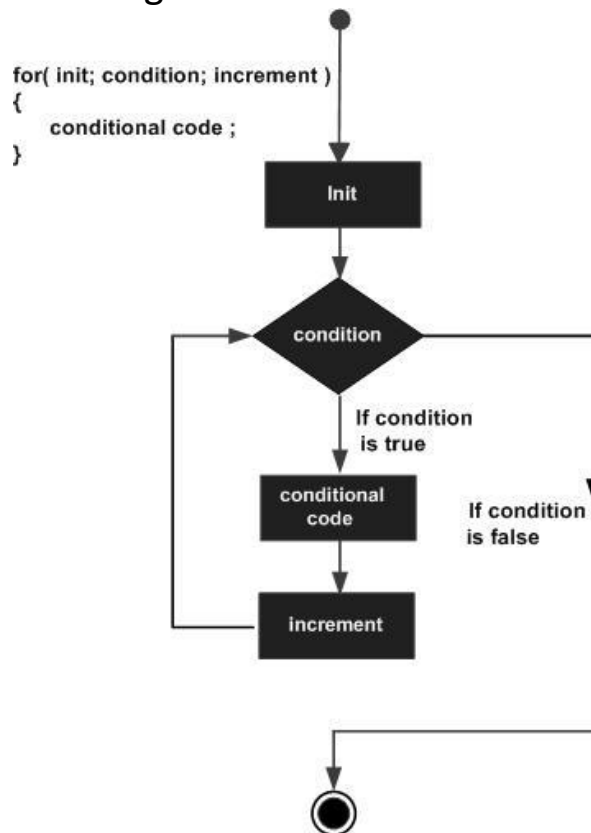 for( init; condition; increment )
{
conditional code ;
}
Init
condition
If condition
is true
conditional
code
If condition
is false
increment